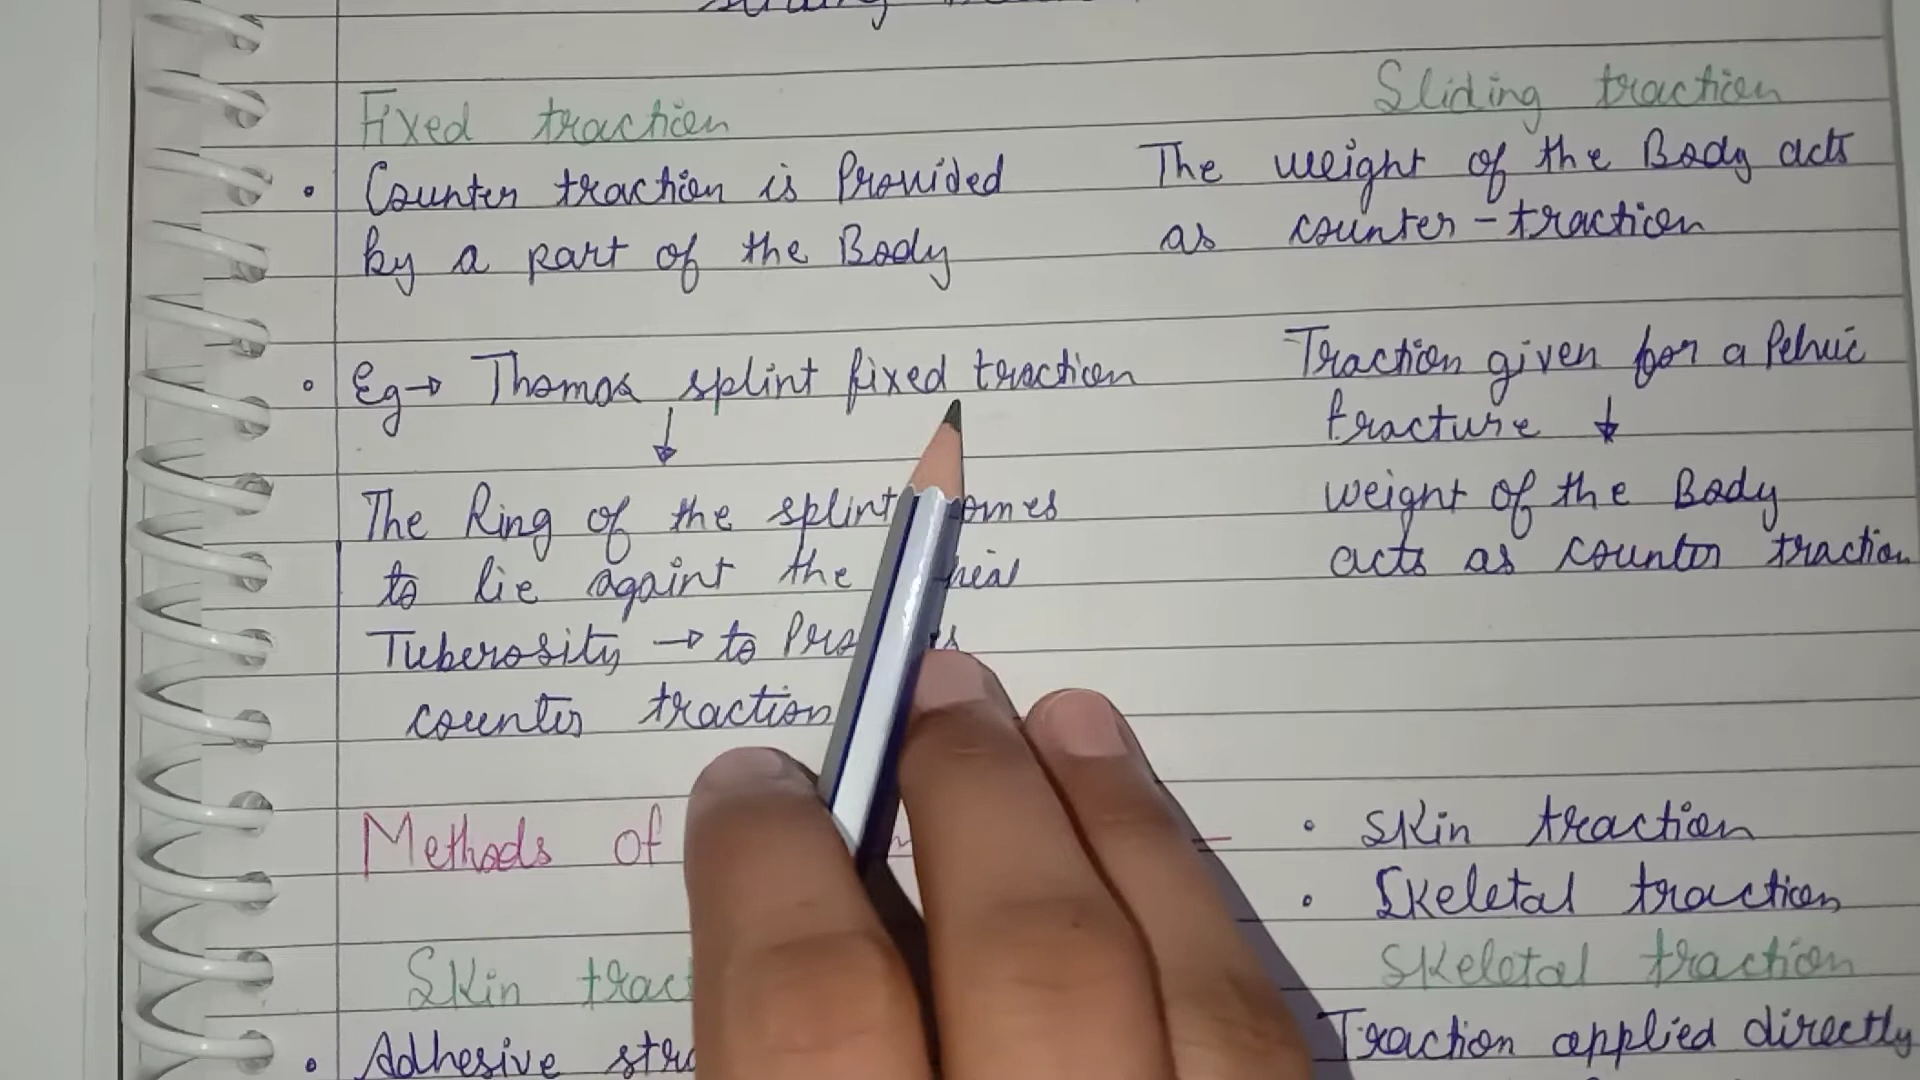 Fixed traction
Sliding traction
• Counter traction is Provided
by a part of the Body
The weight of the Body acts
as counter-traction
• Eg→ Thomas splint fixed traction
↓
The Ring of the splint
to lie againt the
Tuberosity → to
counter traction
Traction given for a Pelvic
fracture ↓
weight of the Body
acts as counter traction
Methods of
• Skin traction
• Skeletal traction
Skin
Skeletal traction
• Adhesive
Traction applied directly